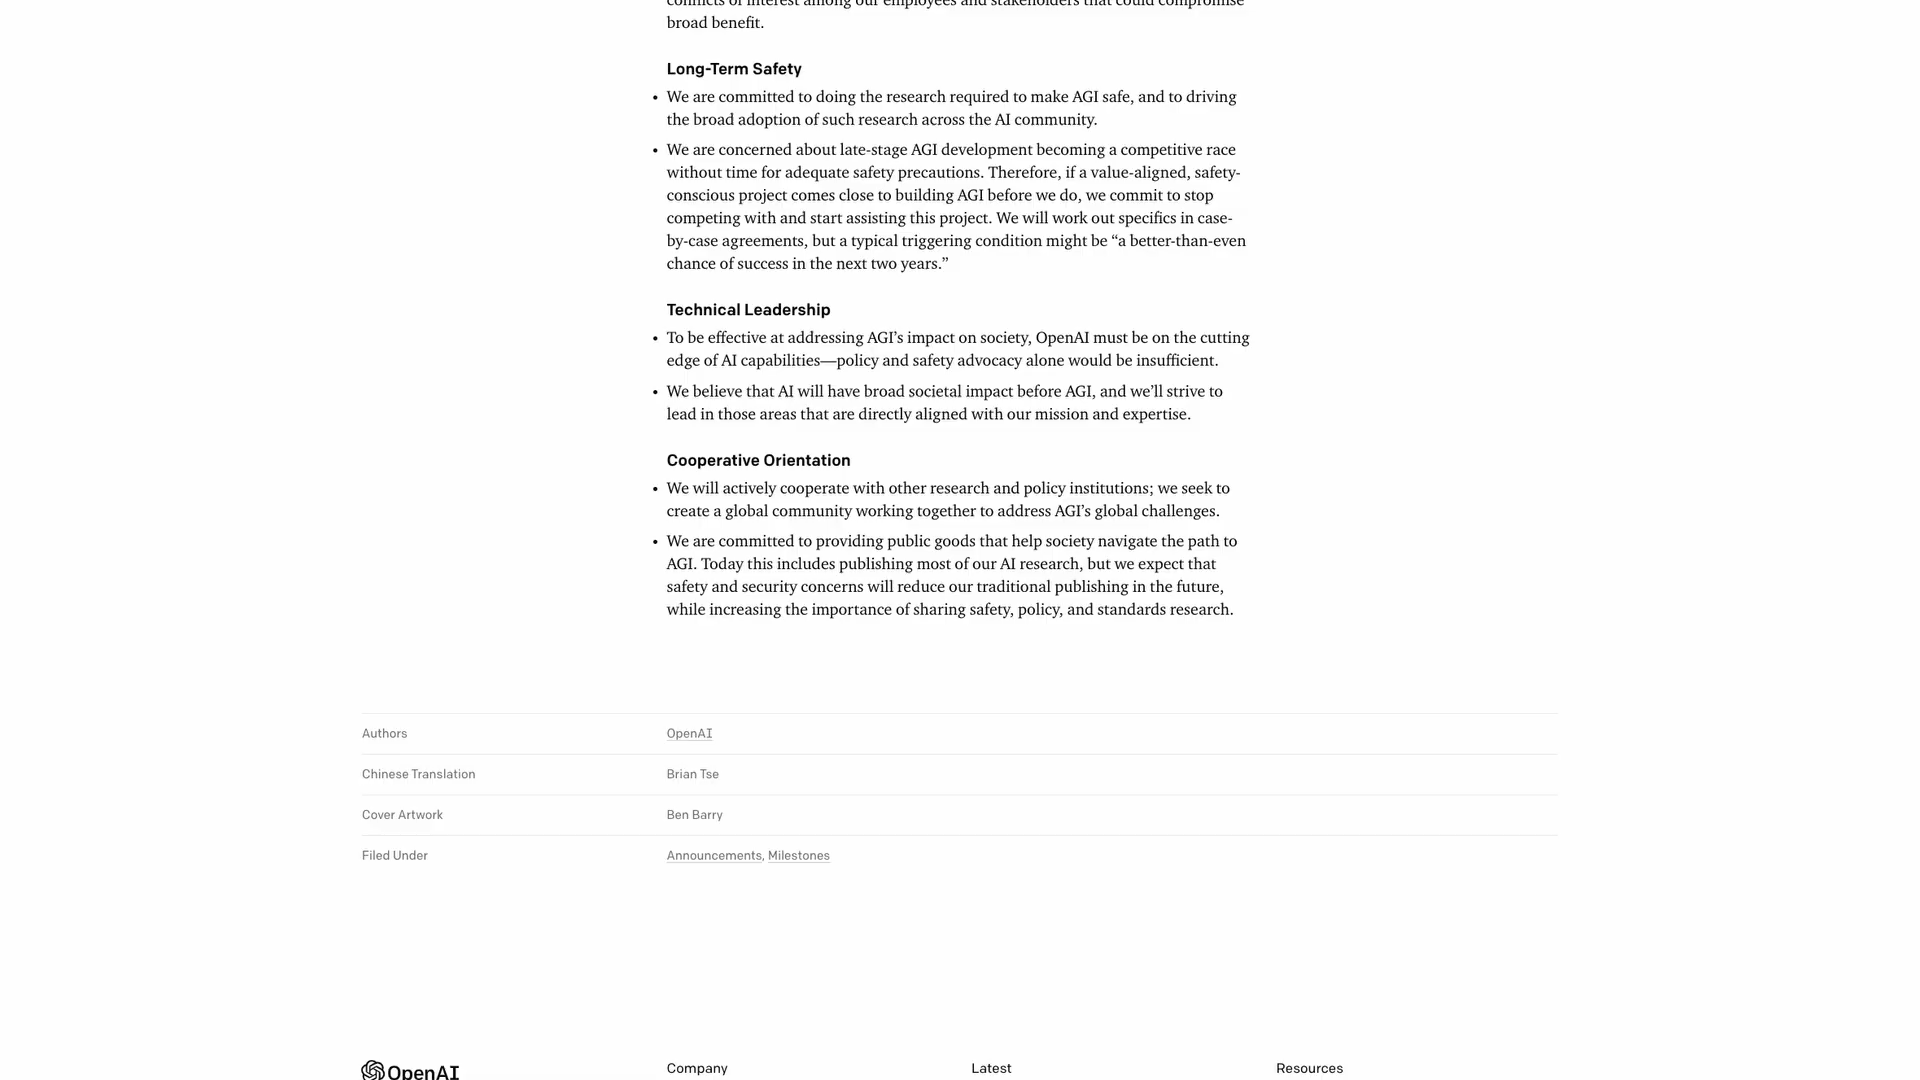 conflicts of interest among our employees and stakeholders that could compromise
broad benefit.
Long-Term Safety
• We are committed to doing the research required to make AGI safe, and to driving
the broad adoption of such research across the AI community.
• We are concerned about late-stage AGI development becoming a competitive race
without time for adequate safety precautions. Therefore, if a value-aligned, safety-
conscious project comes close to building AGI before we do, we commit to stop
competing with and start assisting this project. We will work out specifics in case-
by-case agreements, but a typical triggering condition might be “a better-than-even
chance of success in the next two years.”
Technical Leadership
• To be effective at addressing AGI’s impact on society, OpenAI must be on the cutting
edge of AI capabilities—policy and safety advocacy alone would be insufficient.
• We believe that AI will have broad societal impact before AGI, and we’ll strive to
lead in those areas that are directly aligned with our mission and expertise.
Cooperative Orientation
• We will actively cooperate with other research and policy institutions; we seek to
create a global community working together to address AGI’s global challenges.
• We are committed to providing public goods that help society navigate the path to
AGI. Today this includes publishing most of our AI research, but we expect that
safety and security concerns will reduce our traditional publishing in the future,
while increasing the importance of sharing safety, policy, and standards research.
Authors OpenAI
Chinese Translation Brian Tse
Cover Artwork Ben Barry
Filed Under Announcements, Milestones
OpenAI Company Latest Resources